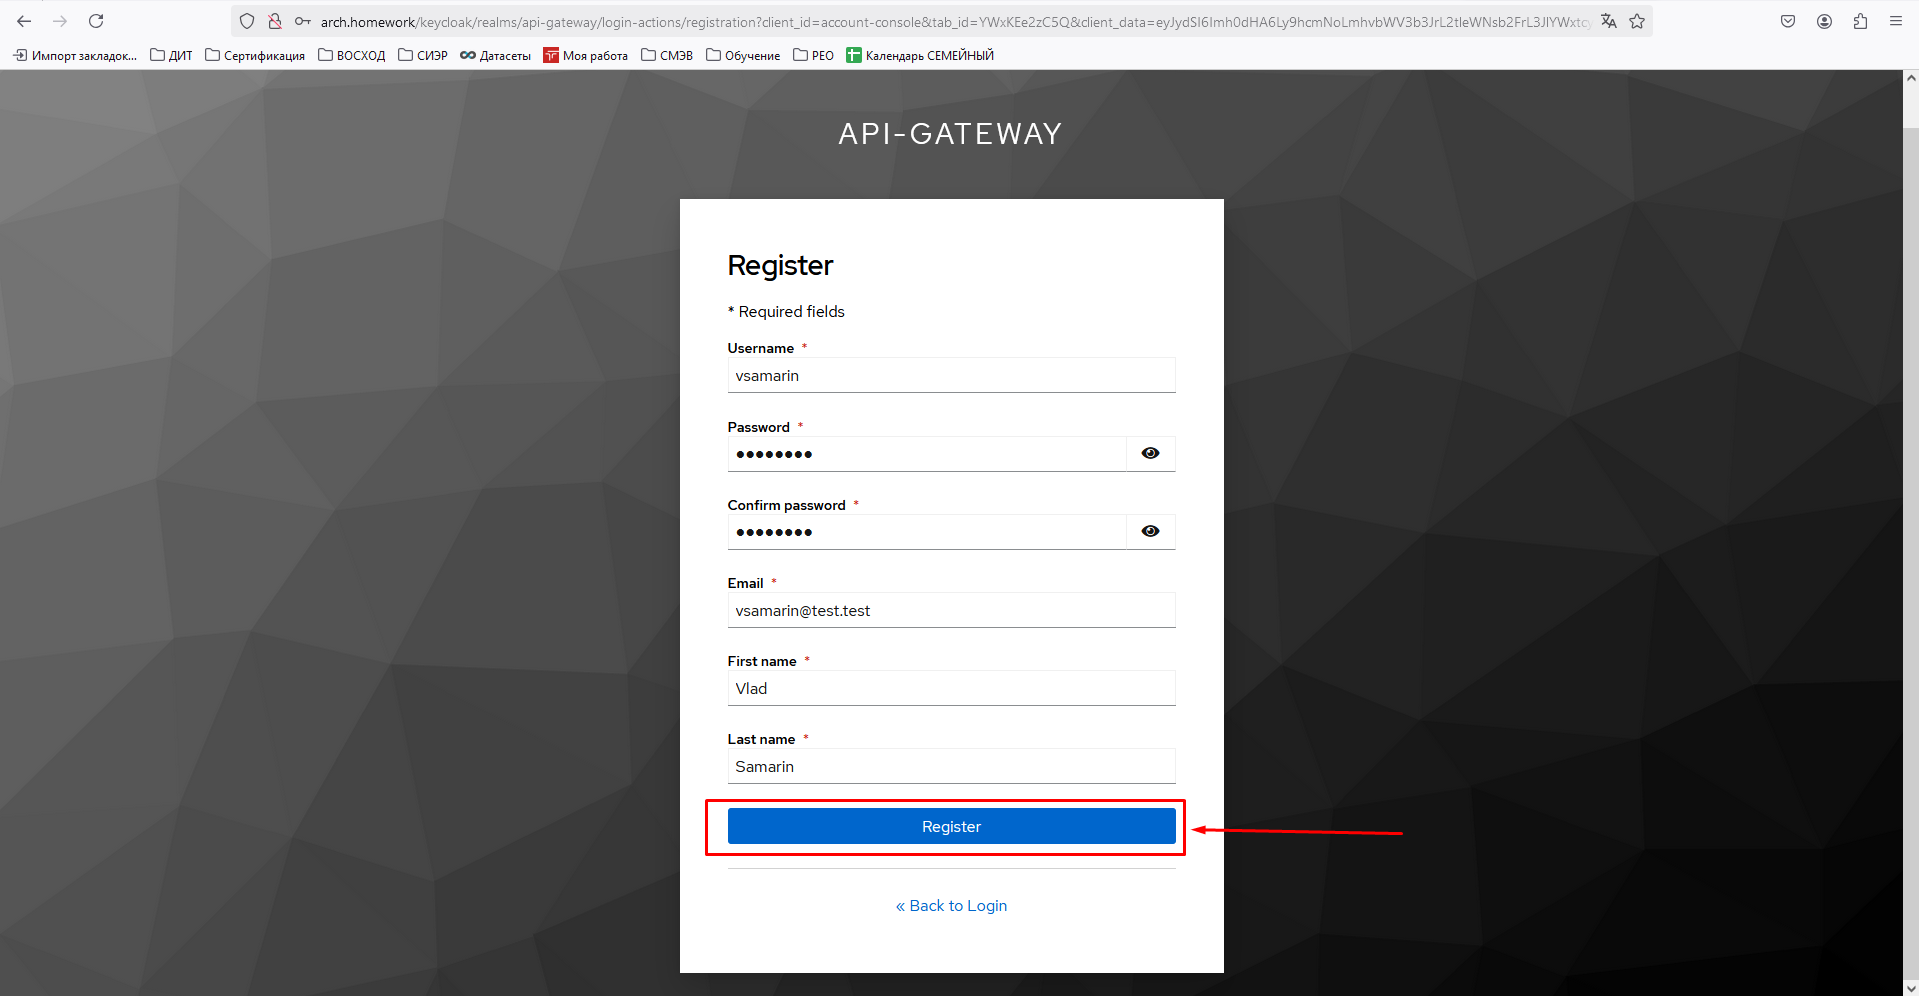 arch.homework/keycloak/realms/api-gateway/login-actions/registration?client_id=account-console&tab_id=YWxKEe2zC5Q&client_data=
Импорт закладок... ДИТ Сертификация ВОСХОД СИЭР Датасеты Моя работа СМЭВ Обучение РЕО Календарь СЕМЕЙНЫЙ
API-GATEWAY
Register
* Required fields
Username *
vsamarin
Password *
●●●●●●●●
Confirm password *
●●●●●●●●
Email *
vsamarin@test.test
First name *
Vlad
Last name *
Samarin
Register
« Back to Login